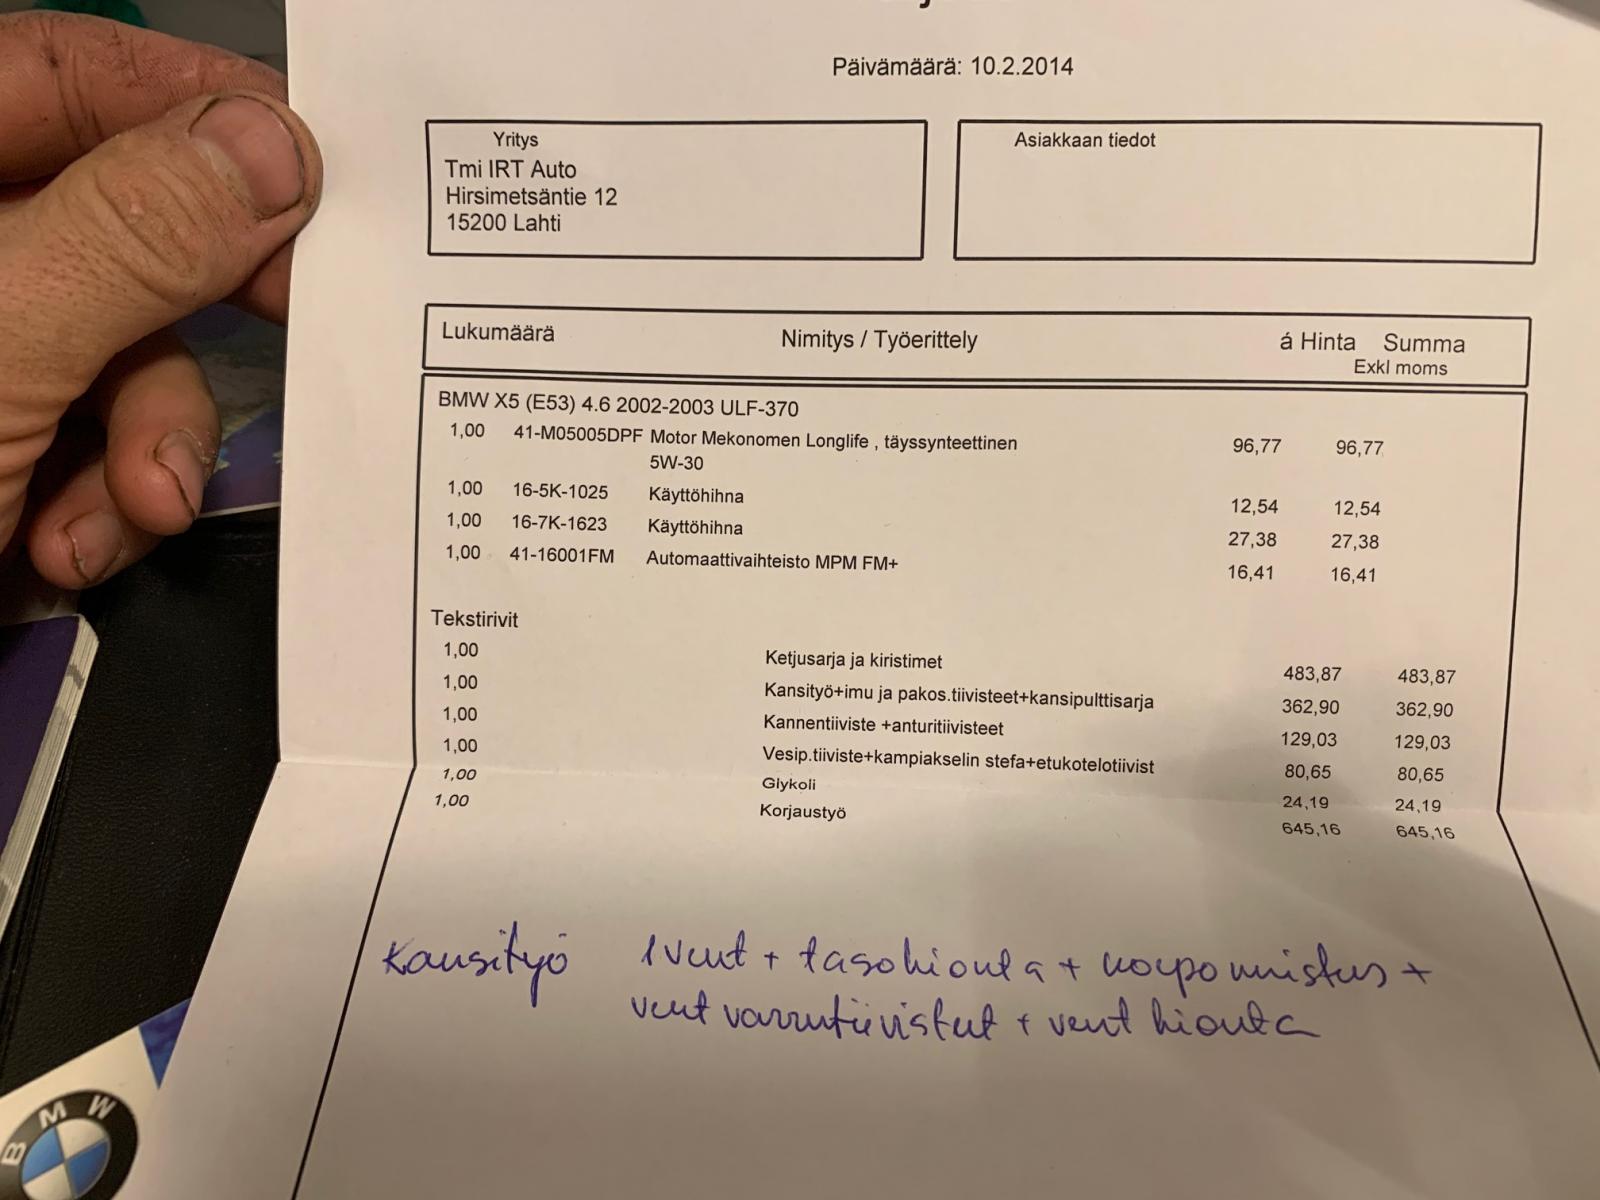 Päivämäärä: 10.2.2014
Yritys
Tmi IRT Auto
Hirsimetsäntie 12
15200 Lahti
Asiakkaan tiedot
Lukumäärä Nimitys / Työerittely á Hinta Summa
Exkl moms
BMW X5 (E53) 4.6 2002-2003 ULF-370
1,00 41-M05005DPF Motor Mekonomen Longlife , täyssynteettinen 96,77 96,77
5W-30
1,00 16-5K-1025 Käyttöhihna 12,54 12,54
1,00 16-7K-1623 Käyttöhihna 27,38 27,38
1,00 41-16001FM Automaattivaihteisto MPM FM+ 16,41 16,41
Tekstirivit
1,00 Ketjusarja ja kiristimet 483,87 483,87
1,00 Kansityö+imu ja pakos.tiivisteet+kansipulttisarja 362,90 362,90
1,00 Kannentiiviste +anturitiivisteet 129,03 129,03
1,00 Vesip.tiiviste+kampiakselin stefa+etukotelotiivist 80,65 80,65
1,00 Glykoli 24,19 24,19
1,00 Korjaustyö 645,16 645,16
Kansityö 1 vent + tasohionta + koeponnistus +
vent varrutiivisteet + vent hionta
BMW